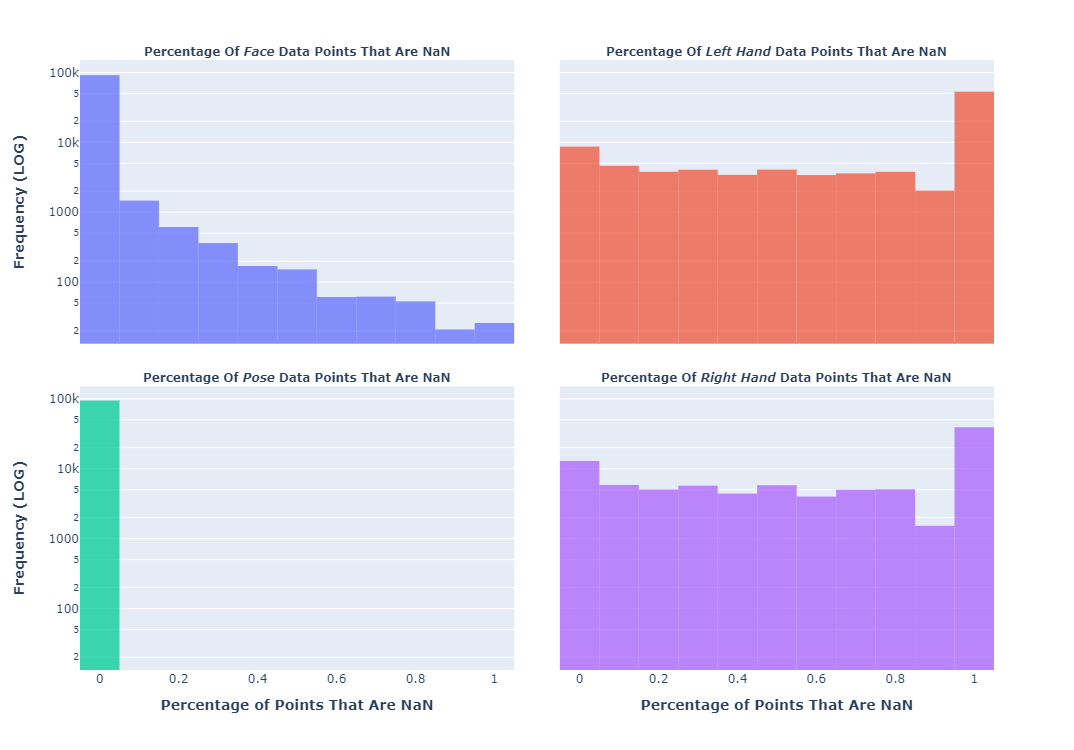 Percentage Of Face Data Points That Are NaN
Percentage Of Left Hand Data Points That Are NaN
Frequency (LOG)
100k
5
2
10k
5
2
1000
5
2
100
5
2
Percentage Of Pose Data Points That Are NaN
Percentage Of Right Hand Data Points That Are NaN
Frequency (LOG)
100k
5
2
10k
5
2
1000
5
2
100
5
2
0 0.2 0.4 0.6 0.8 1
0 0.2 0.4 0.6 0.8 1
Percentage of Points That Are NaN
Percentage of Points That Are NaN